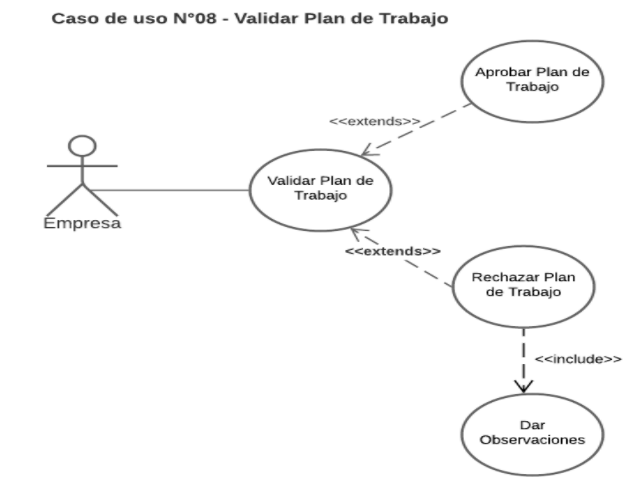 Caso de uso N°08 - Validar Plan de Trabajo
Aprobar Plan de
Trabajo
<<extends>>
Validar Plan de
Trabajo
Empresa
<<extends>>
Rechazar Plan
de Trabajo
<<include>>
Dar
Observaciones